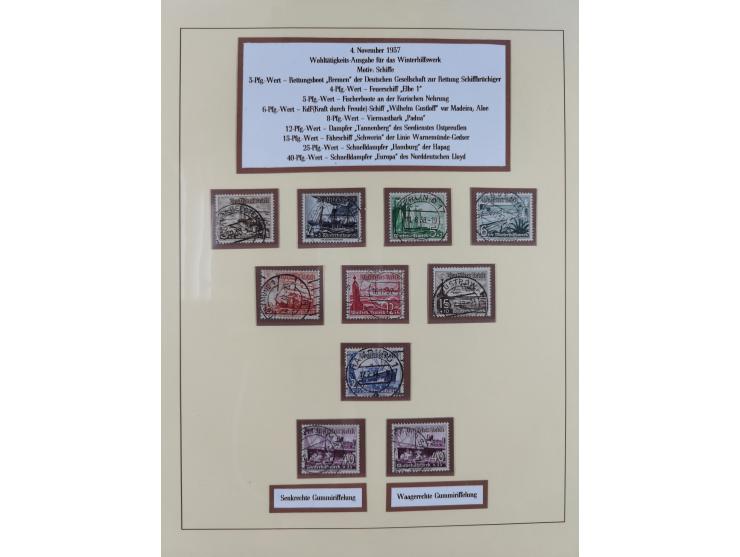 4. November 1937
Wohltätigkeits-Ausgabe für das Winterhilfswerk
Motiv: Schiffe
3-Pfg.-Wert – Rettungsboot „Bremen" der Deutschen Gesellschaft zur Rettung Schiffbrüchiger
4-Pfg.-Wert – Feuerschiff „Elbe 1"
5-Pfg.-Wert – Fischerboote an der Kurischen Nehrung
6-Pfg.-Wert – KdF(Kraft durch Freude)-Schiff „Wilhelm Gustloff" vor Madeira, Aloe
8-Pfg.-Wert – Viermastbark „Padua"
12-Pfg.-Wert – Dampfer „Tannenberg" des Seedienstes Ostpreußen
15-Pfg.-Wert – Fährschiff „Schwerin" der Linie Warnemünde-Gedser
25-Pfg.-Wert – Schnelldampfer „Hamburg" der Hapag
40-Pfg.-Wert – Schnelldampfer „Europa" des Norddeutschen Lloyd
Senkrechte Gummiriffelung
Waagerechte Gummiriffelung